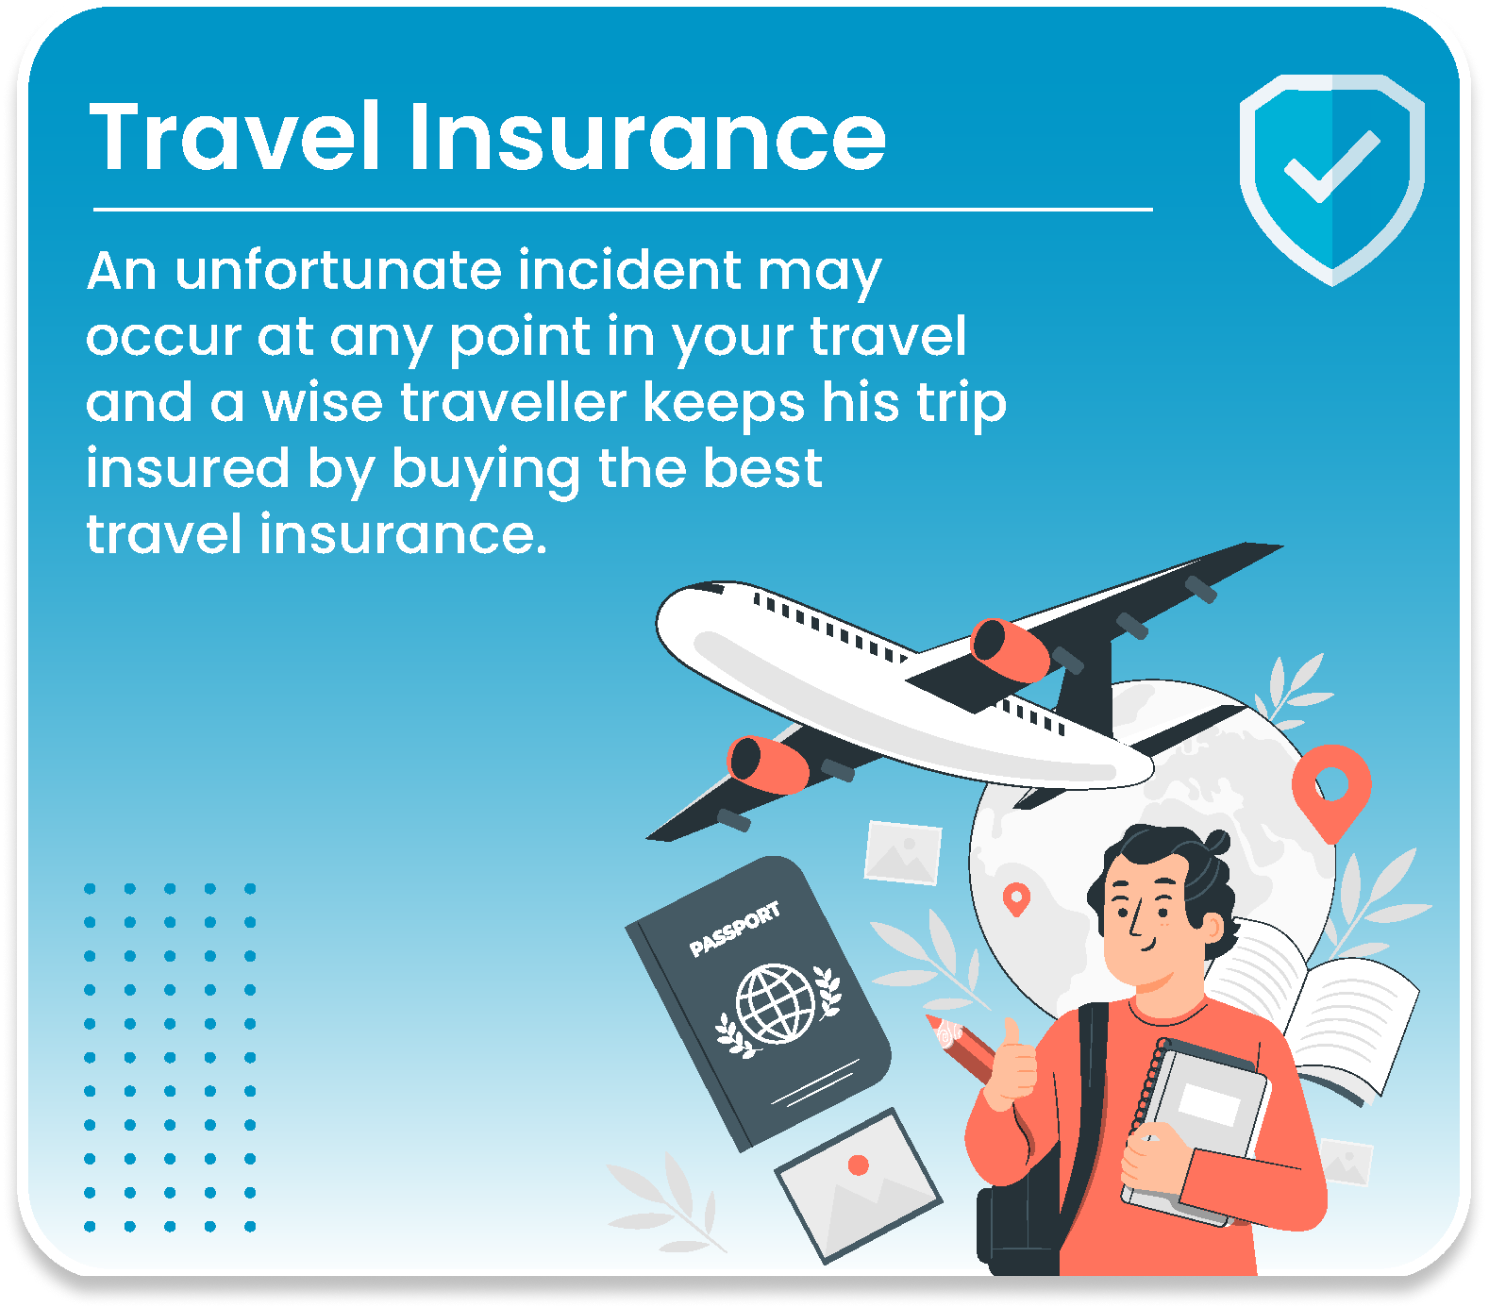 Travel Insurance
An unfortunate incident may
occur at any point in your travel
and a wise traveller keeps his trip
insured by buying the best
travel insurance.
PASSPORT